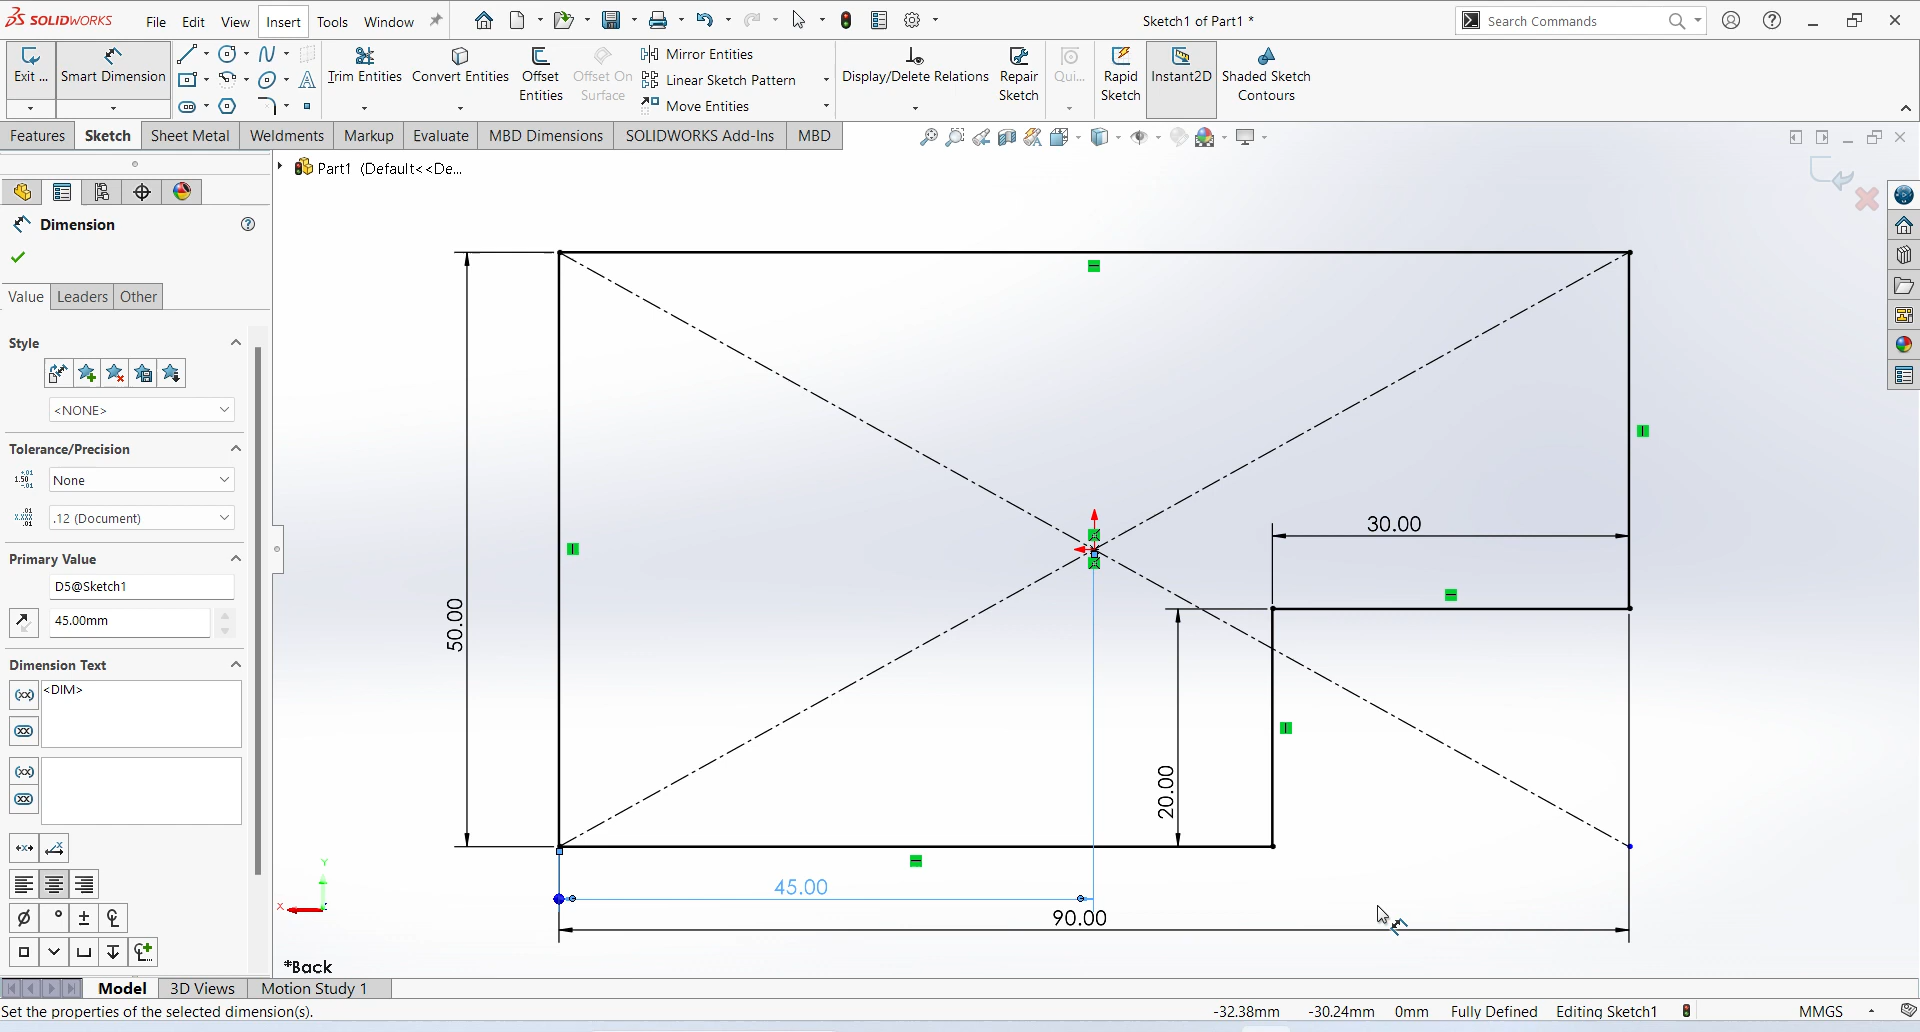 SOLIDWORKS File Edit View Insert Tools Window Sketch1 of Part1 * Search Commands
Exit ... Smart Dimension Trim Entities Convert Entities Offset Entities Offset On Surface Mirror Entities Linear Sketch Pattern Move Entities Display/Delete Relations Repair Sketch Qui... Rapid Sketch Instant2D Shaded Sketch Contours
Features Sketch Sheet Metal Weldments Markup Evaluate MBD Dimensions SOLIDWORKS Add-Ins MBD
Part1 (Default<<De...
Dimension
Value Leaders Other
Style
<NONE>
Tolerance/Precision
None
.12 (Document)
Primary Value
D5@Sketch1
45.00mm
Dimension Text
<DIM>
50.00
30.00
20.00
45.00
90.00
Y
X
*Back
Model 3D Views Motion Study 1
Set the properties of the selected dimension(s). -32.38mm -30.24mm 0mm Fully Defined Editing Sketch1 MMGS